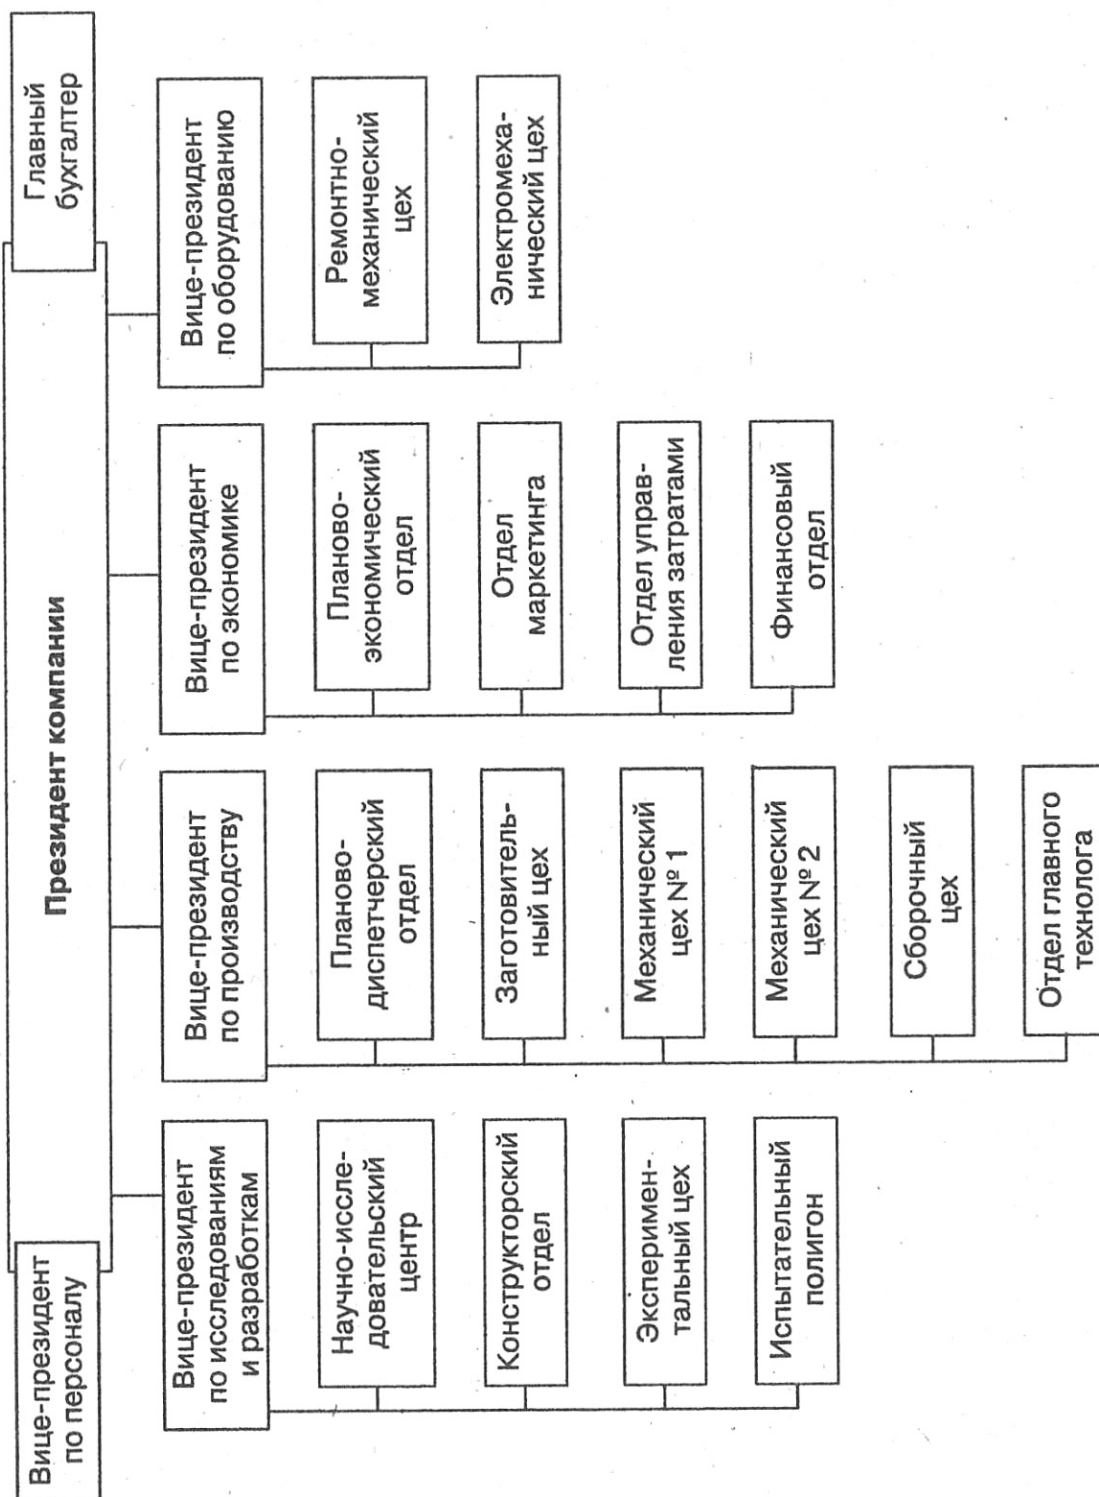 Президент компании
Вице-президент
по персоналу
Главный
бухгалтер
Вице-президент
по исследованиям
и разработкам
Научно-иссле-
довательский
центр
Конструкторский
отдел
Эксперимен-
тальный цех
Испытательный
полигон
Вице-президент
по производству
Планово-
диспетчерский
отдел
Заготовитель-
ный цех
Механический
цех № 1
Механический
цех № 2
Сборочный
цех
Отдел главного
технолога
Вице-президент
по экономике
Планово-
экономический
отдел
Отдел
маркетинга
Отдел управ-
ления затратами
Финансовый
отдел
Вице-президент
по оборудованию
Ремонтно-
механический
цех
Электромеха-
нический цех